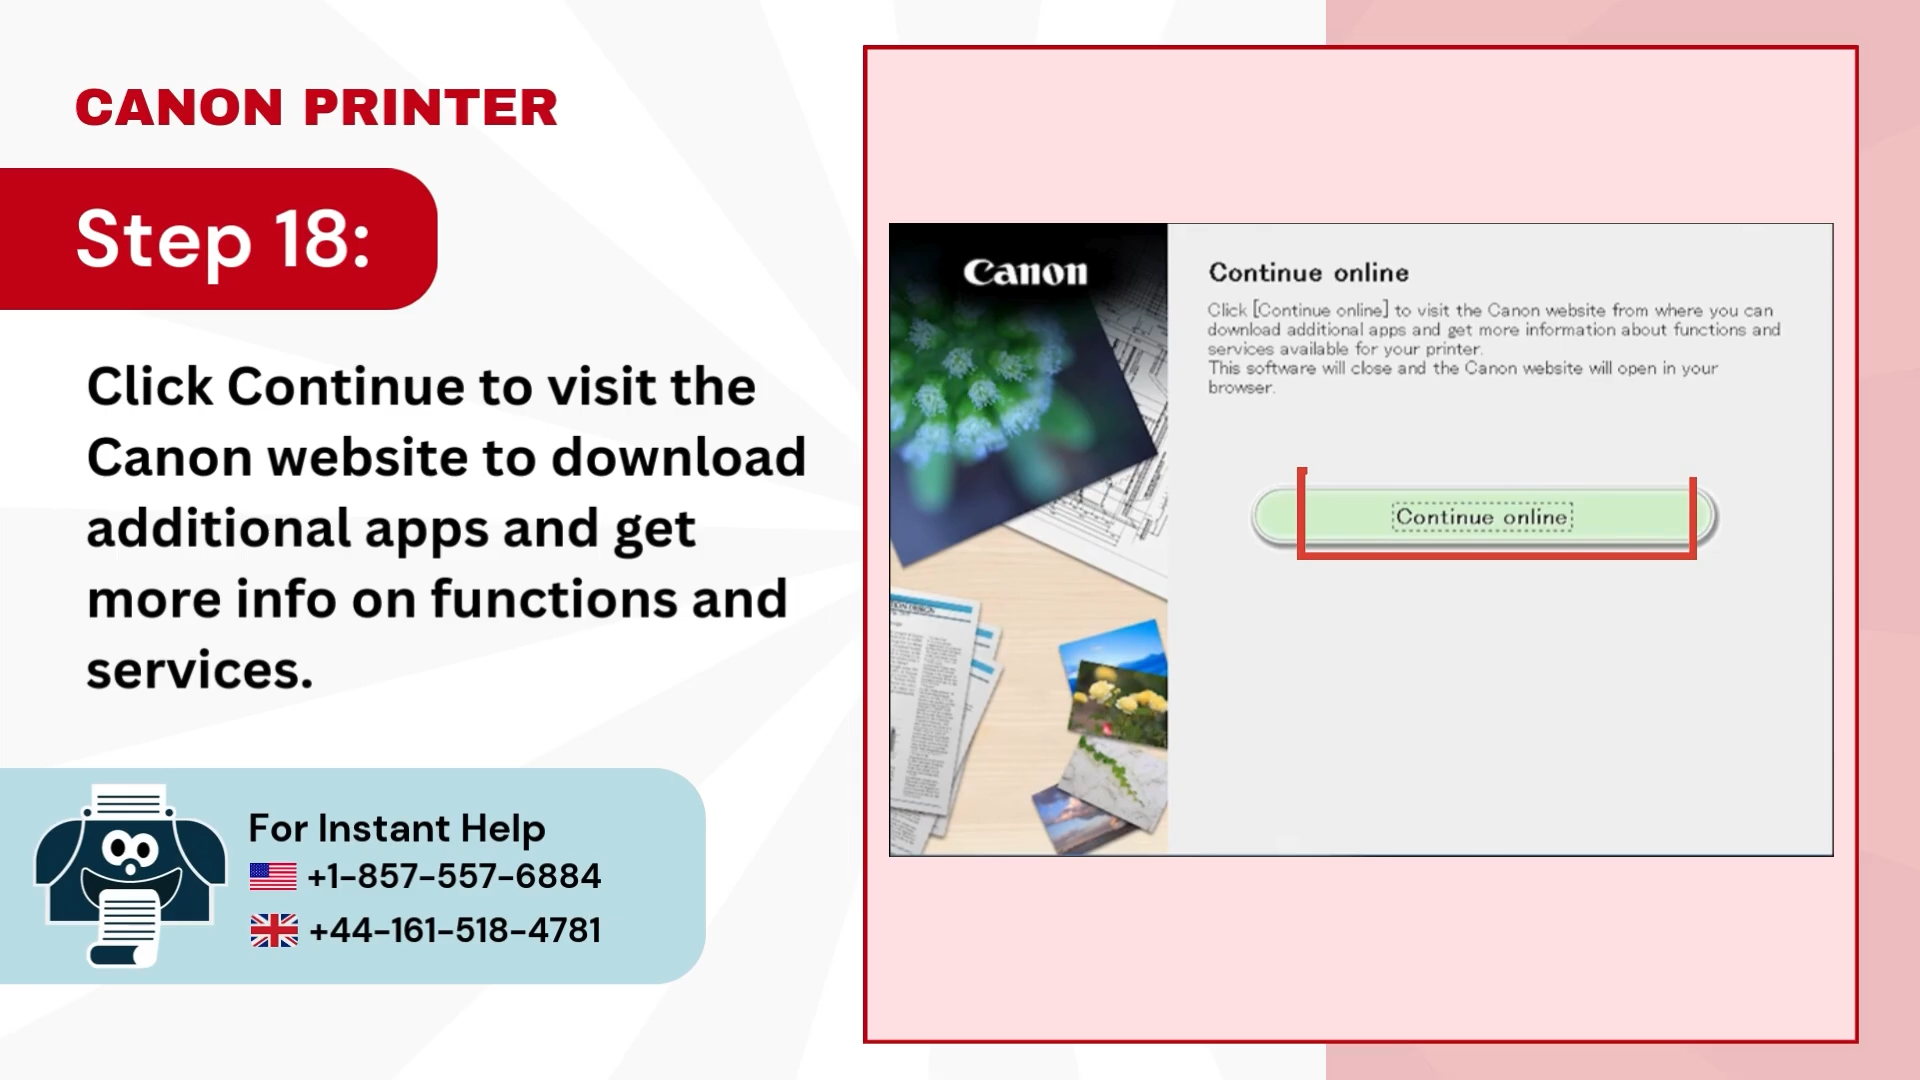 CANON PRINTER
Step 18:
Click Continue to visit the
Canon website to download
additional apps and get
more info on functions and
services.
For Instant Help
+1-857-557-6884
+44-161-518-4781
Canon
Continue online
Click [Continue online] to visit the Canon website from where you can
download additional apps and get more information about functions and
services available for your printer.
This software will close and the Canon website will open in your
browser.
Continue online